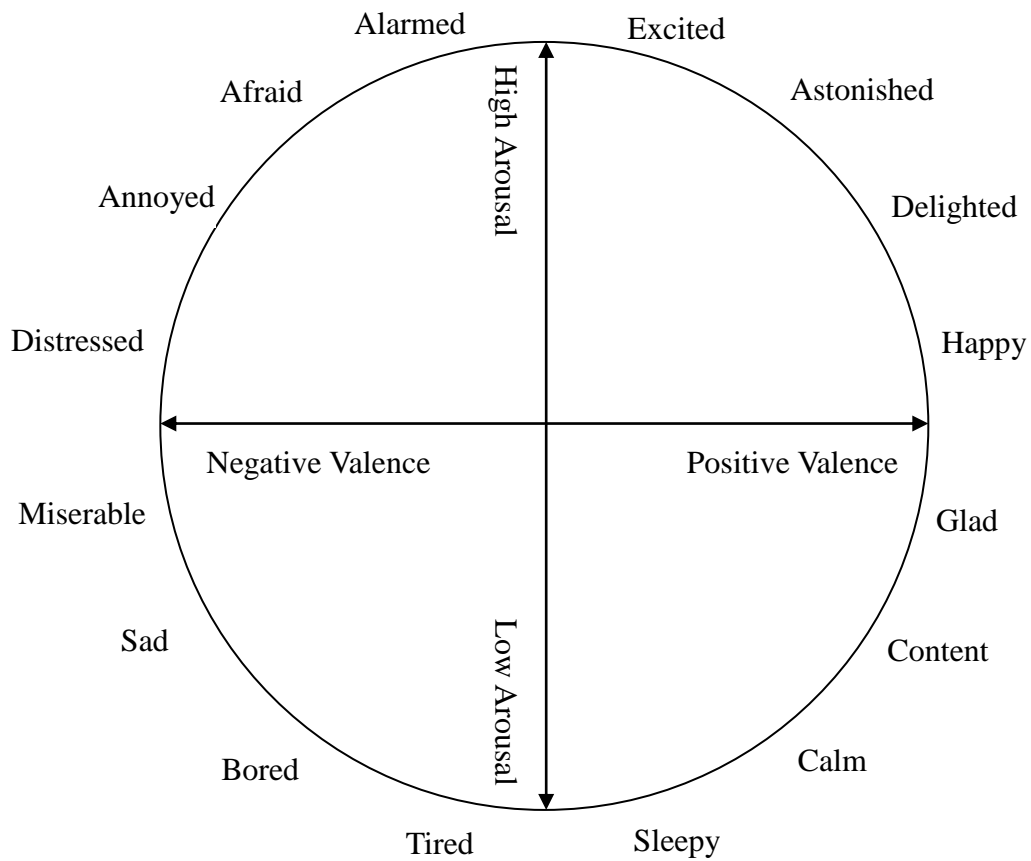 Alarmed
Excited
Afraid
Astonished
High Arousal
Annoyed
Delighted
Distressed
Happy
Negative Valence
Positive Valence
Miserable
Glad
Sad
Content
Low Arousal
Bored
Calm
Tired
Sleepy